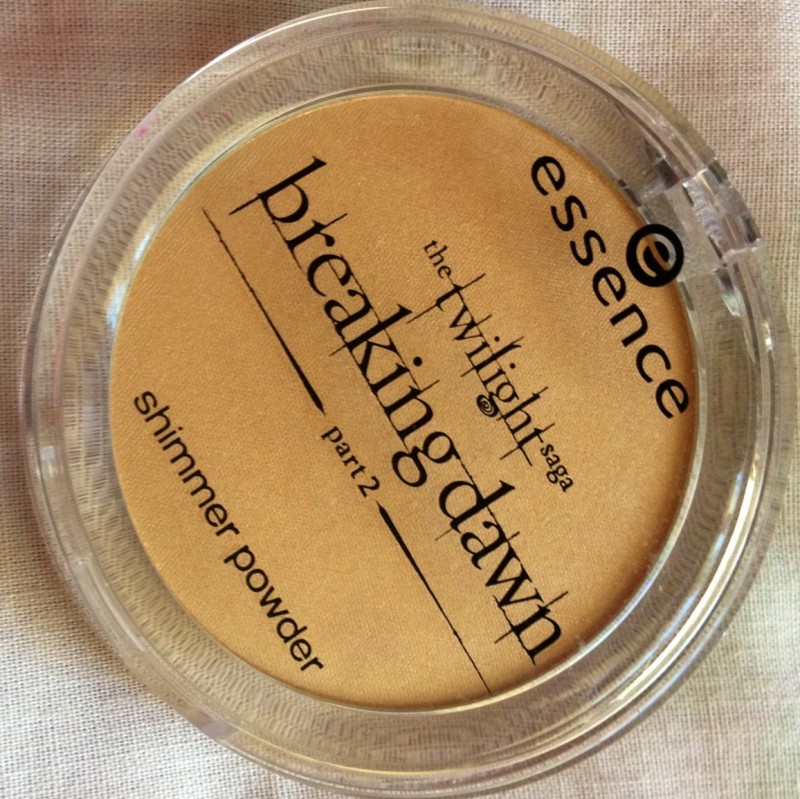 essence
the twilight saga
breaking dawn
part 2
shimmer powder